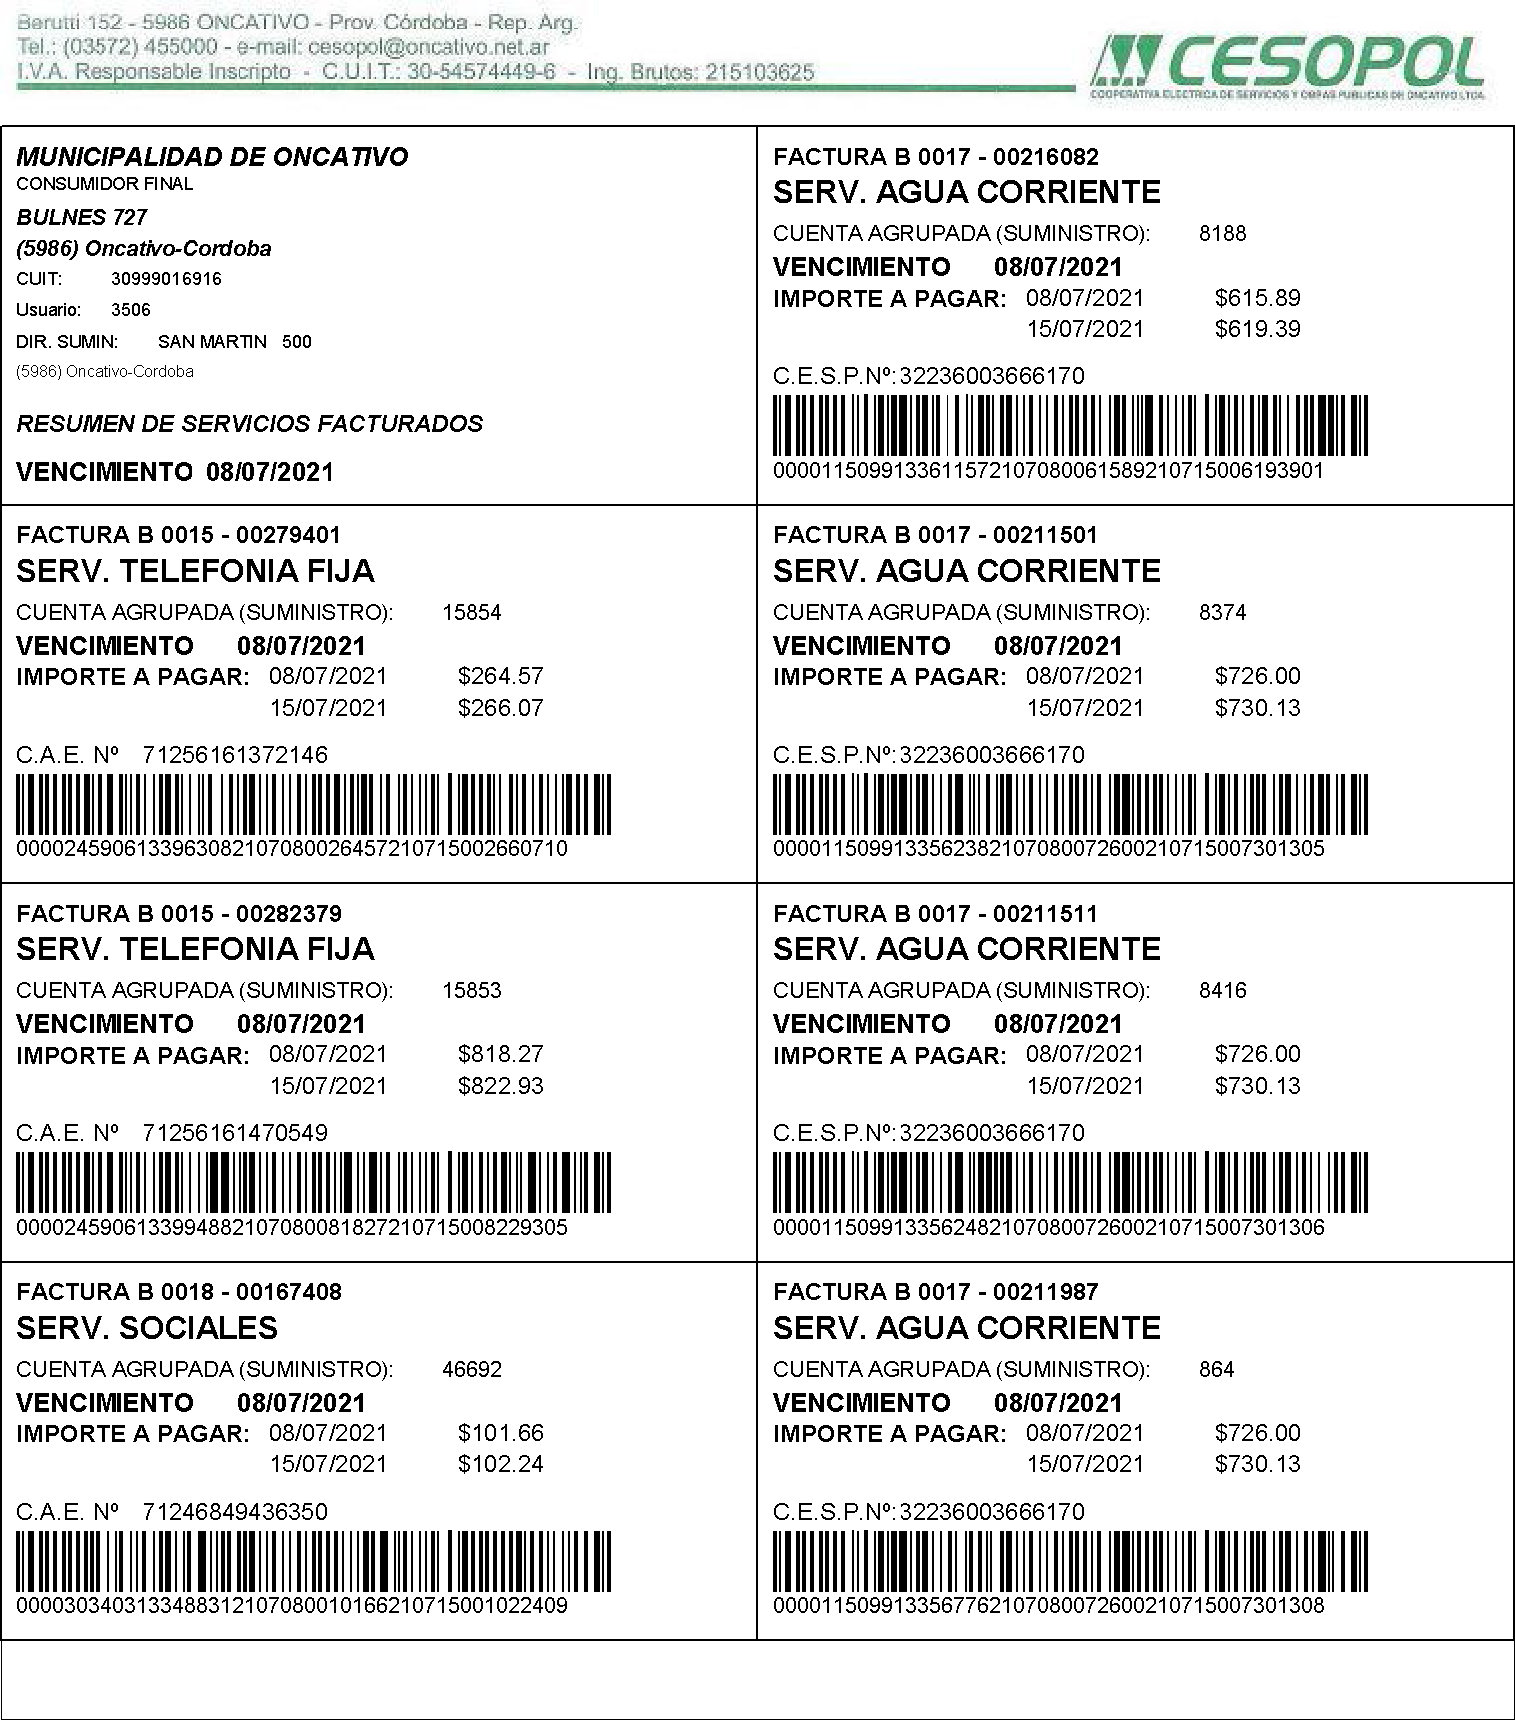 Berutti 152 - 5986 ONCATIVO - Prov. Córdoba - Rep. Arg.
Tel.: (03572) 455000 - e-mail: cesopol@oncativo.net.ar
I.V.A. Responsable Inscripto - C.U.I.T.: 30-54574449-6 - Ing. Brutos: 215103625
CESOPOL
COOPERATIVA ELECTRICA DE SERVICIOS Y OBRAS PUBLICAS DE ONCATIVO LTDA.
MUNICIPALIDAD DE ONCATIVO
CONSUMIDOR FINAL
BULNES 727
(5986) Oncativo-Cordoba
CUIT: 30999016916
Usuario: 3506
DIR. SUMIN: SAN MARTIN 500
(5986) Oncativo-Cordoba
RESUMEN DE SERVICIOS FACTURADOS
VENCIMIENTO 08/07/2021
FACTURA B 0017 - 00216082
SERV. AGUA CORRIENTE
CUENTA AGRUPADA (SUMINISTRO): 8188
VENCIMIENTO 08/07/2021
IMPORTE A PAGAR: 08/07/2021 $615.89
15/07/2021 $619.39
C.E.S.P.Nº: 32236003666170
00001150991336115721070800615892107150061939​01
FACTURA B 0015 - 00279401
SERV. TELEFONIA FIJA
CUENTA AGRUPADA (SUMINISTRO): 15854
VENCIMIENTO 08/07/2021
IMPORTE A PAGAR: 08/07/2021 $264.57
15/07/2021 $266.07
C.A.E. Nº 71256161372146
0000245906133963082107080026457210715002660710
FACTURA B 0017 - 00211501
SERV. AGUA CORRIENTE
CUENTA AGRUPADA (SUMINISTRO): 8374
VENCIMIENTO 08/07/2021
IMPORTE A PAGAR: 08/07/2021 $726.00
15/07/2021 $730.13
C.E.S.P.Nº: 32236003666170
0000115099133562382107080072600210715007301305
FACTURA B 0015 - 00282379
SERV. TELEFONIA FIJA
CUENTA AGRUPADA (SUMINISTRO): 15853
VENCIMIENTO 08/07/2021
IMPORTE A PAGAR: 08/07/2021 $818.27
15/07/2021 $822.93
C.A.E. Nº 71256161470549
0000245906133994882107080081827210715008229305
FACTURA B 0017 - 00211511
SERV. AGUA CORRIENTE
CUENTA AGRUPADA (SUMINISTRO): 8416
VENCIMIENTO 08/07/2021
IMPORTE A PAGAR: 08/07/2021 $726.00
15/07/2021 $730.13
C.E.S.P.Nº: 32236003666170
0000115099133562482107080072600210715007301306
FACTURA B 0018 - 00167408
SERV. SOCIALES
CUENTA AGRUPADA (SUMINISTRO): 46692
VENCIMIENTO 08/07/2021
IMPORTE A PAGAR: 08/07/2021 $101.66
15/07/2021 $102.24
C.A.E. Nº 71246849436350
0000303403133488312107080010166210715001022409
FACTURA B 0017 - 00211987
SERV. AGUA CORRIENTE
CUENTA AGRUPADA (SUMINISTRO): 864
VENCIMIENTO 08/07/2021
IMPORTE A PAGAR: 08/07/2021 $726.00
15/07/2021 $730.13
C.E.S.P.Nº: 32236003666170
0000115099133567762107080072600210715007301308